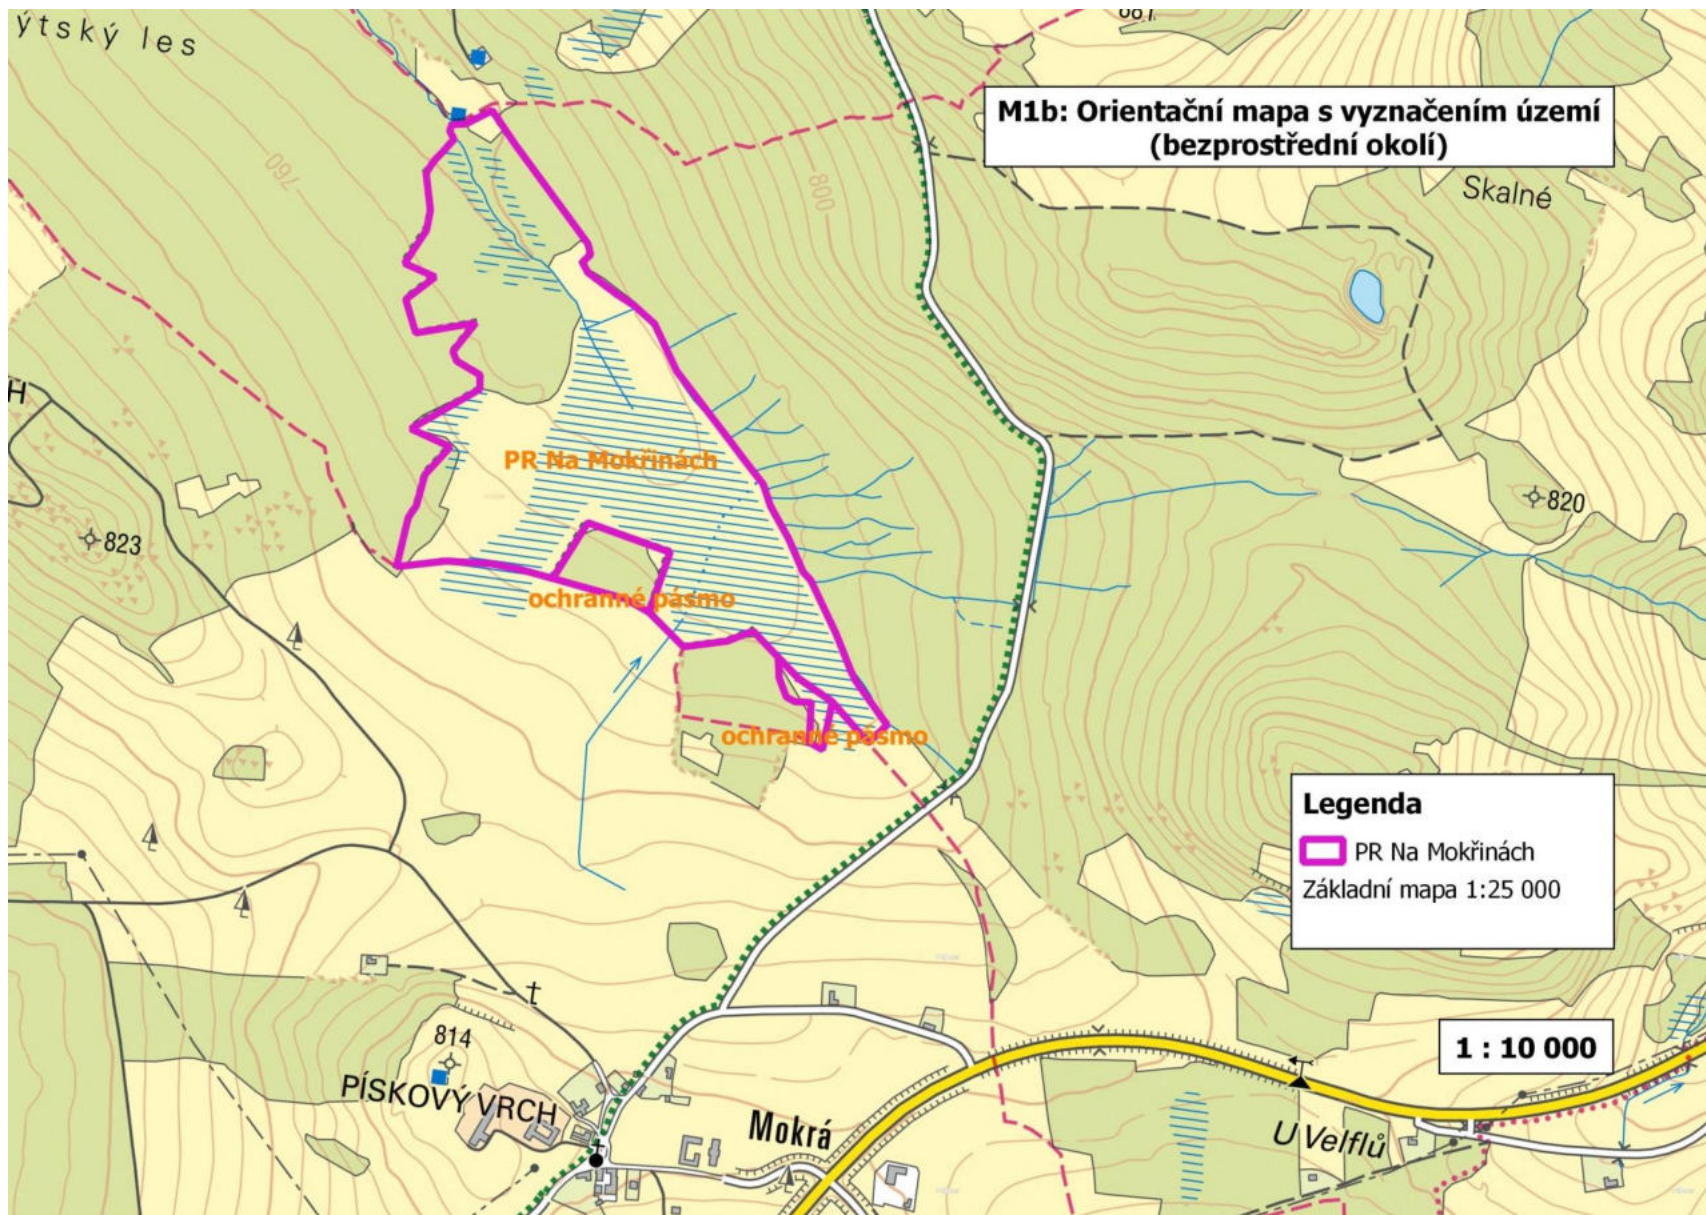 ýtský les
M1b: Orientační mapa s vyznačením území
(bezprostřední okolí)
760
800
Skalné
H
PR Na Mokřinách
820
823
ochranné pásmo
ochranné pásmo
Legenda
PR Na Mokřinách
Základní mapa 1:25 000
t
814
1 : 10 000
PÍSKOVÝ VRCH
Mokrá
U Velflů